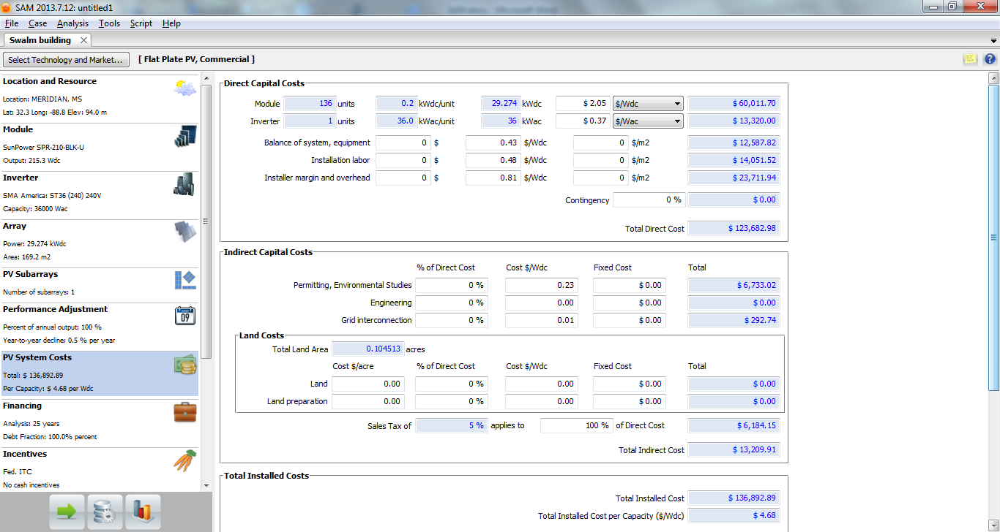 SAM 2013.7.12: untitled1
File Case Analysis Tools Script Help
Swalm building
Select Technology and Market... [ Flat Plate PV, Commercial ]
Location and Resource
Location: MERIDIAN, MS
Lat: 32.3 Long: -88.8 Elev: 94.0 m
Module
SunPower SPR-210-BLK-U
Output: 215.3 Wdc
Inverter
SMA America: ST36 (240) 240V
Capacity: 36000 Wac
Array
Power: 29.274 kWdc
Area: 169.2 m2
PV Subarrays
Number of subarrays: 1
Performance Adjustment
Percent of annual output: 100 %
Year-to-year decline: 0.5 % per year
09
PV System Costs
Total: $ 136,892.89
Per Capacity: $ 4.68 per Wdc
Financing
Analysis: 25 years
Debt Fraction: 100.0% percent
Incentives
Fed. ITC
No cash incentives
Direct Capital Costs
Module 136 units 0.2 kWdc/unit 29.274 kWdc $ 2.05 $/Wdc $ 60,011.70
Inverter 1 units 36.0 kWac/unit 36 kWac $ 0.37 $/Wac $ 13,320.00
Balance of system, equipment 0 $ 0.43 $/Wdc 0 $/m2 $ 12,587.82
Installation labor 0 $ 0.48 $/Wdc 0 $/m2 $ 14,051.52
Installer margin and overhead 0 $ 0.81 $/Wdc 0 $/m2 $ 23,711.94
Contingency 0 % $ 0.00
Total Direct Cost $ 123,682.98
Indirect Capital Costs
% of Direct Cost Cost $/Wdc Fixed Cost Total
Permitting, Environmental Studies 0 % 0.23 $ 0.00 $ 6,733.02
Engineering 0 % 0.00 $ 0.00 $ 0.00
Grid interconnection 0 % 0.01 $ 0.00 $ 292.74
Land Costs
Total Land Area 0.104513 acres
Cost $/acre % of Direct Cost Cost $/Wdc Fixed Cost Total
Land 0.00 0 % 0.00 $ 0.00 $ 0.00
Land preparation 0.00 0 % 0.00 $ 0.00 $ 0.00
Sales Tax of 5 % applies to 100 % of Direct Cost $ 6,184.15
Total Indirect Cost $ 13,209.91
Total Installed Costs
Total Installed Cost $ 136,892.89
Total Installed Cost per Capacity ($/Wdc) $ 4.68